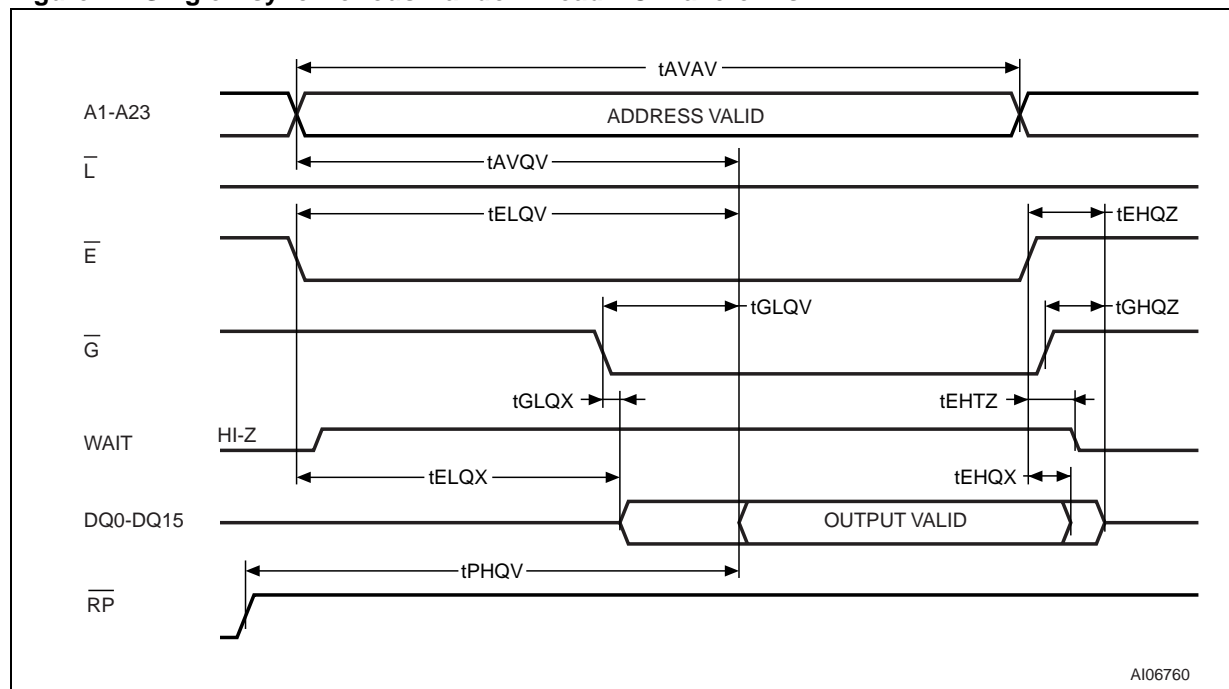 tAVAV
A1-A23
ADDRESS VALID
tAVQV
L
tELQV
tEHQZ
E
tGLQV
tGHQZ
G
tGLQX
tEHTZ
WAIT
HI-Z
tELQX
tEHQX
DQ0-DQ15
OUTPUT VALID
tPHQV
RP
AI06760